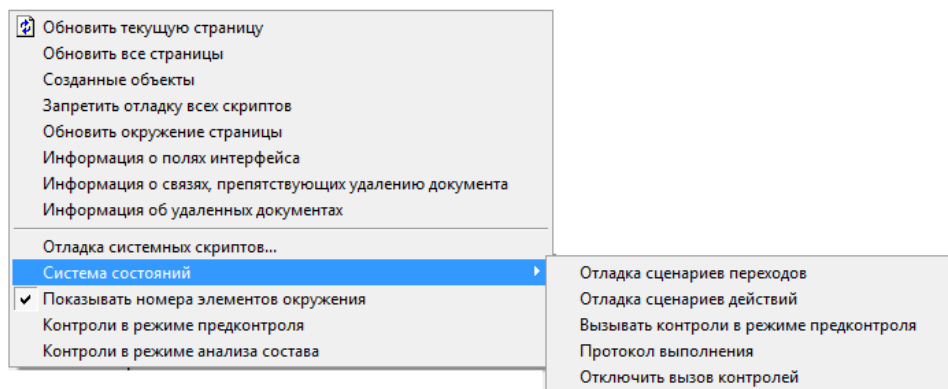 Обновить текущую страницу
Обновить все страницы
Созданные объекты
Запретить отладку всех скриптов
Обновить окружение страницы
Информация о полях интерфейса
Информация о связях, препятствующих удалению документа
Информация об удаленных документах
Отладка системных скриптов...
Система состояний
Показывать номера элементов окружения
Контроли в режиме предконтроля
Контроли в режиме анализа состава
Отладка сценариев переходов
Отладка сценариев действий
Вызывать контроли в режиме предконтроля
Протокол выполнения
Отключить вызов контролей